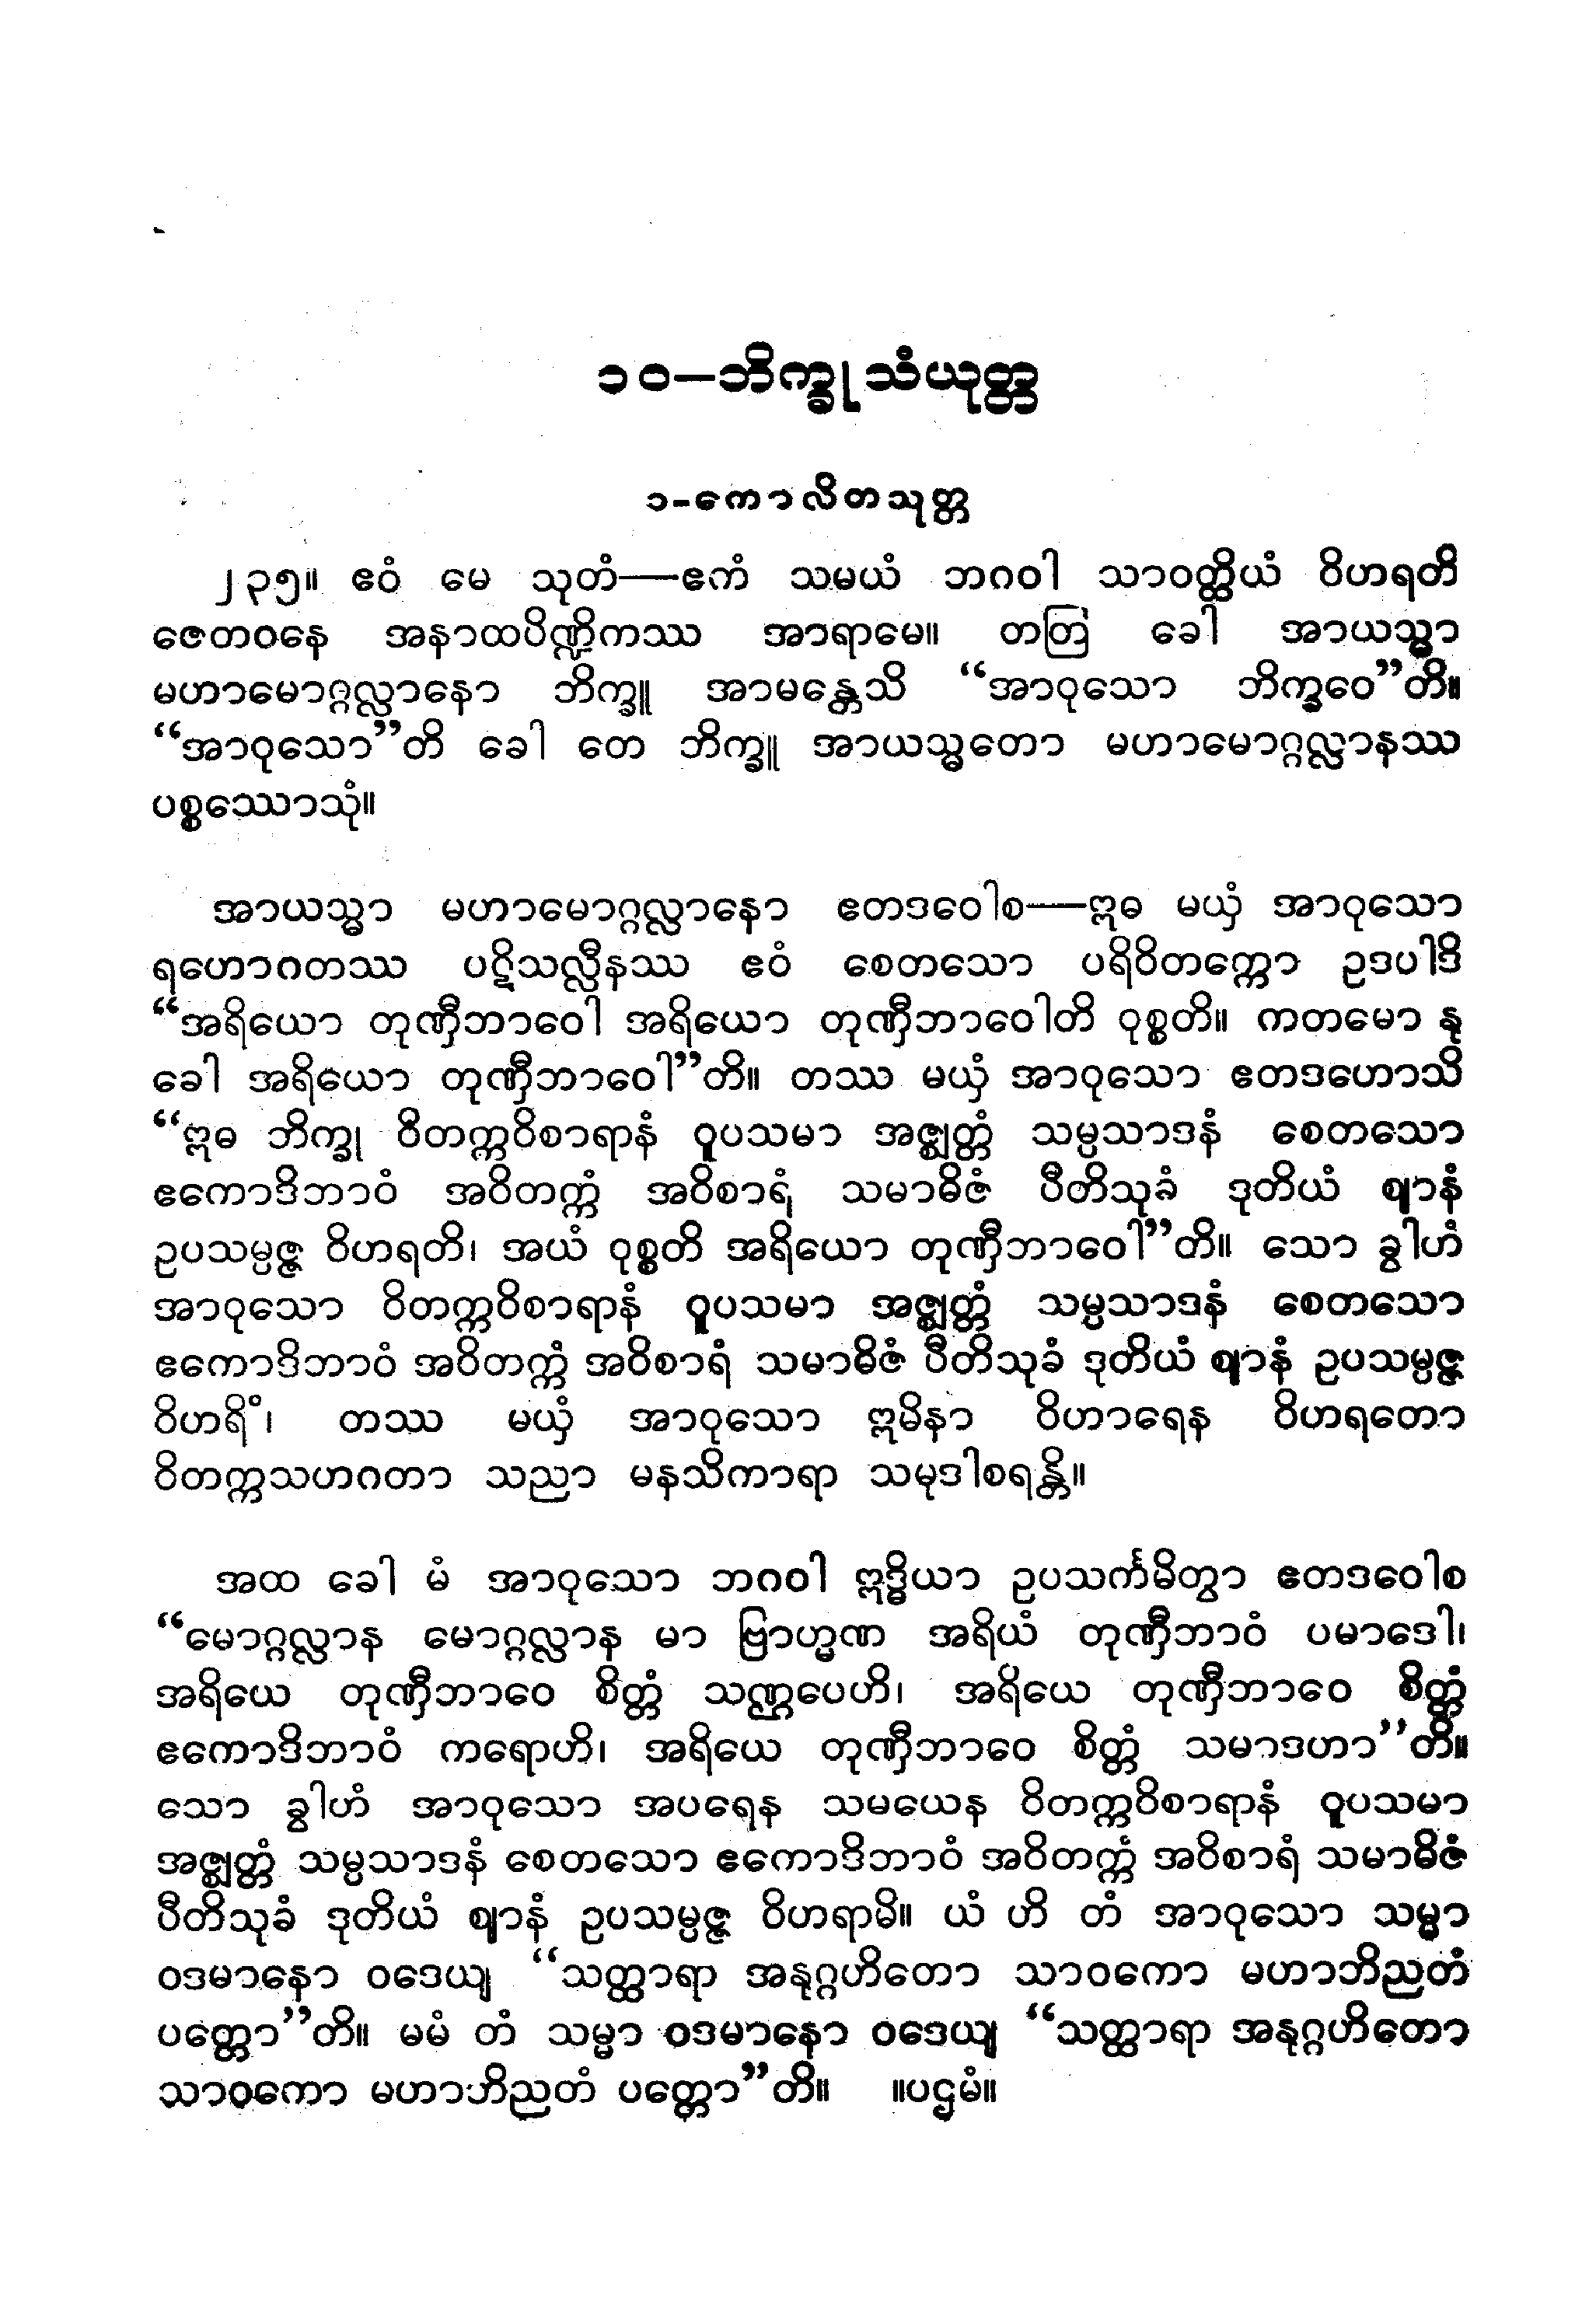 ၁၀—ဘိက္ခုသံယုတ္တ
၁-ကောလိတသုတ္တ
၂၃၅။ ဧဝံ မေ သုတံ—ဧကံ သမယံ ဘဂဝါ သာဝတ္ထိယံ ဝိဟရတိ
ဇေတဝနေ အနာထပိဏ္ဍိကဿ အာရာမေ။ တတြ ခေါ အာယသ္မာ
မဟာမောဂ္ဂလ္လာနော ဘိက္ခူ အာမန္တေသိ “အာဝုသော ဘိက္ခဝေ”တိ။
“အာဝုသော”တိ ခေါ တေ ဘိက္ခူ အာယသ္မတော မဟာမောဂ္ဂလ္လာနဿ
ပစ္စဿောသုံ။
အာယသ္မာ မဟာမောဂ္ဂလ္လာနော ဧတဒဝေါစ—ဣဓ မယှံ အာဝုသော
ရဟောဂတဿ ပဋိသလ္လီနဿ ဧဝံ စေတသော ပရိဝိတက္ကော ဥဒပါဒိ
“အရိယော တုဏှီဘာဝေါ အရိယော တုဏှီဘာဝေါတိ ဝုစ္စတိ။ ကတမော နု
ခေါ အရိယော တုဏှီဘာဝေါ”တိ။ တဿ မယှံ အာဝုသော ဧတဒဟောသိ
“ဣဓ ဘိက္ခု ဝိတက္ကဝိစာရာနံ ဝူပသမာ အဇ္ဈတ္တံ သမ္ပသာဒနံ စေတသော
ဧကောဒိဘာဝံ အဝိတက္ကံ အဝိစာရံ သမာဓိဇံ ပီတိသုခံ ဒုတိယံ ဈာနံ
ဥပသမ္ပဇ္ဇ ဝိဟရတိ၊ အယံ ဝုစ္စတိ အရိယော တုဏှီဘာဝေါ”တိ။ သော ခွါဟံ
အာဝုသော ဝိတက္ကဝိစာရာနံ ဝူပသမာ အဇ္ဈတ္တံ သမ္ပသာဒနံ စေတသော
ဧကောဒိဘာဝံ အဝိတက္ကံ အဝိစာရံ သမာဓိဇံ ပီတိသုခံ ဒုတိယံ ဈာနံ ဥပသမ္ပဇ္ဇ
ဝိဟရိံ၊ တဿ မယှံ အာဝုသော ဣမိနာ ဝိဟာရေန ဝိဟရတော
ဝိတက္ကသဟဂတာ သညာ မနသိကာရာ သမုဒါစရန္တိ။
အထ ခေါ မံ အာဝုသော ဘဂဝါ ဣဒ္ဓိယာ ဥပသင်္ကမိတွာ ဧတဒဝေါစ
“မောဂ္ဂလ္လာန မောဂ္ဂလ္လာန မာ ဗြာဟ္မဏ အရိယံ တုဏှီဘာဝံ ပမာဒေါ၊
အရိယေ တုဏှီဘာဝေ စိတ္တံ သဏ္ဌပေဟိ၊ အရိယေ တုဏှီဘာဝေ စိတ္တံ
ဧကောဒိဘာဝံ ကရောဟိ၊ အရိယေ တုဏှီဘာဝေ စိတ္တံ သမာဒဟာ”တိ။
သော ခွါဟံ အာဝုသော အပရေန သမယေန ဝိတက္ကဝိစာရာနံ ဝူပသမာ
အဇ္ဈတ္တံ သမ္ပသာဒနံ စေတသော ဧကောဒိဘာဝံ အဝိတက္ကံ အဝိစာရံ သမာဓိဇံ
ပီတိသုခံ ဒုတိယံ ဈာနံ ဥပသမ္ပဇ္ဇ ဝိဟရာမိ။ ယံ ဟိ တံ အာဝုသော သမ္မာ
ဝဒမာနော ဝဒေယျ “သတ္ထာရာ အနုဂ္ဂဟိတော သာဝကော မဟာဘိညတံ
ပတ္တော”တိ။ မမံ တံ သမ္မာ ဝဒမာနော ဝဒေယျ “သတ္ထာရာ အနုဂ္ဂဟိတော
သာဝကော မဟာဘိညတံ ပတ္တော”တိ။ ။ပဌမံ။